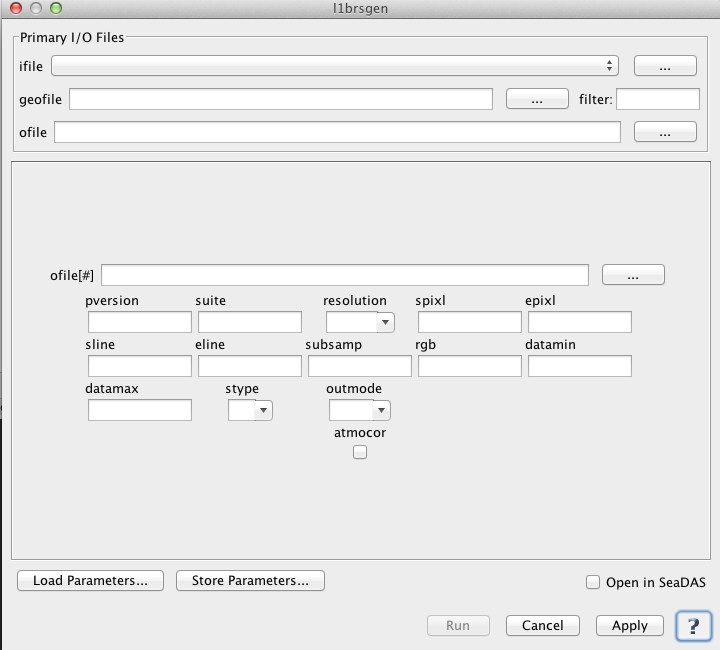 l1brsgen
Primary I/O Files
ifile ...
geofile ... filter:
ofile ...
ofile[#] ...
pversion suite resolution spixl epixl
sline eline subsamp rgb datamin
datamax stype outmode
atmocor
Load Parameters... Store Parameters... Open in SeaDAS
Run Cancel Apply ?